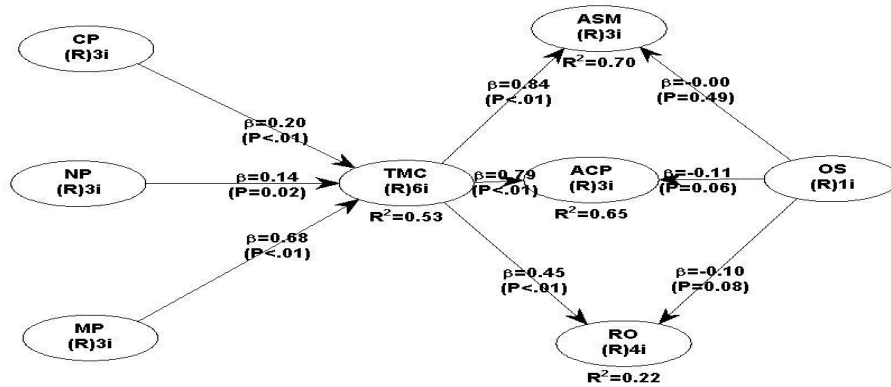 CP
(R)3i
ASM
(R)3i
R²=0.70
β=0.84
(P<.01)
β=-0.00
(P=0.49)
β=0.20
(P<.01)
NP
(R)3i
β=0.14
(P=0.02)
TMC
(R)6i
R²=0.53
β=0.79
(P<.01)
ACP
(R)3i
R²=0.65
β=-0.11
(P=0.06)
OS
(R)1i
β=0.68
(P<.01)
β=0.45
(P<.01)
β=-0.10
(P=0.08)
MP
(R)3i
RO
(R)4i
R²=0.22